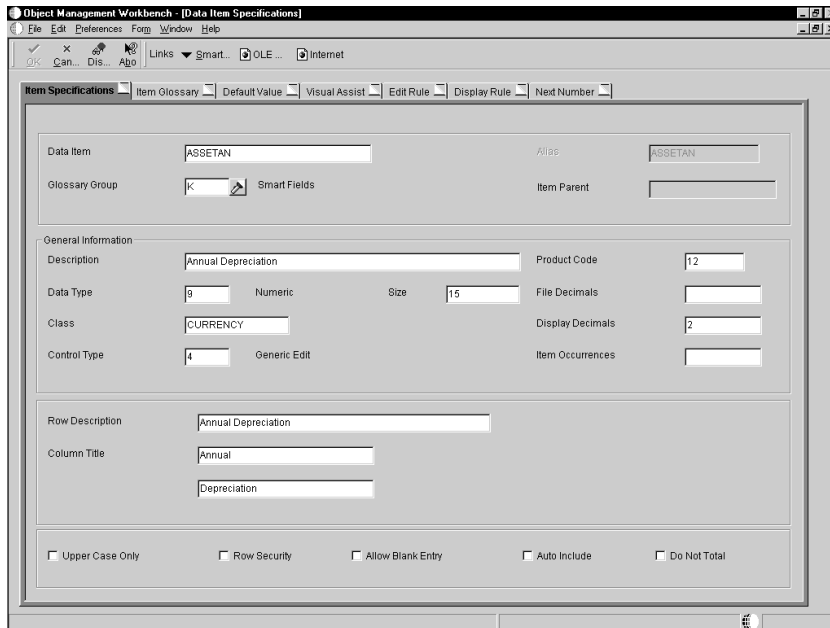 Object Management Workbench - [Data Item Specifications]
File Edit Preferences Form Window Help
OK Can... Dis... Abo Links Smart... OLE ... Internet
Item Specifications Item Glossary Default Value Visual Assist Edit Rule Display Rule Next Number
Data Item ASSETAN Alias ASSETAN
Glossary Group K Smart Fields Item Parent
General Information
Description Annual Depreciation Product Code 12
Data Type 9 Numeric Size 15 File Decimals
Class CURRENCY Display Decimals 2
Control Type 4 Generic Edit Item Occurrences
Row Description Annual Depreciation
Column Title Annual
Depreciation
Upper Case Only Row Security Allow Blank Entry Auto Include Do Not Total